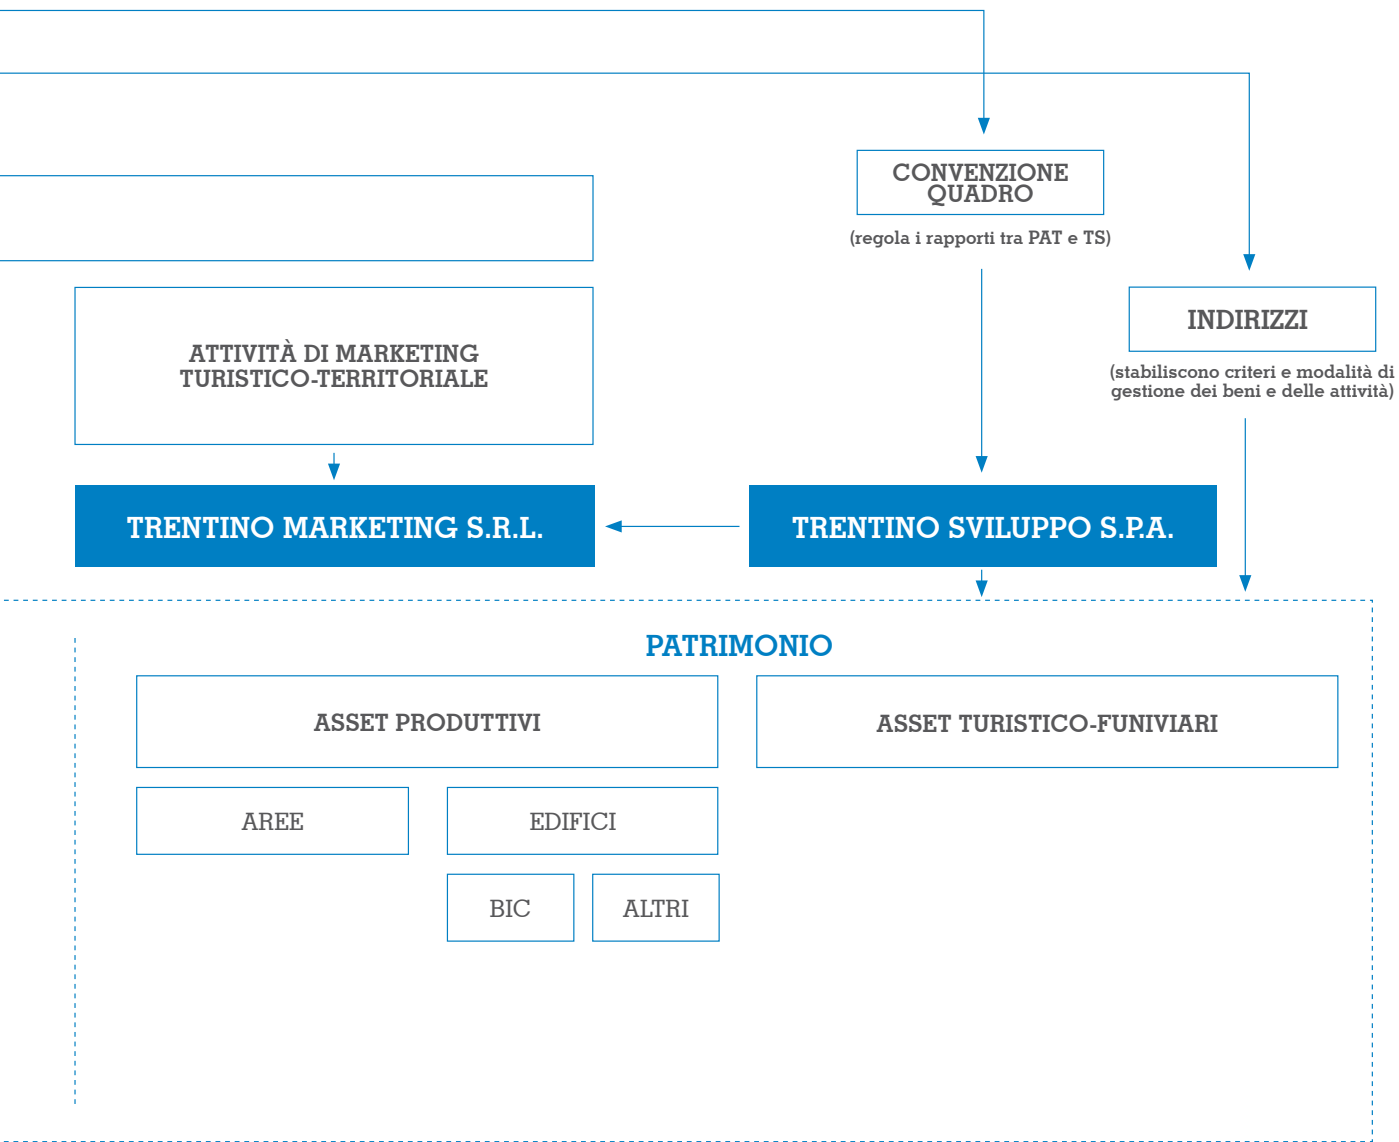 CONVENZIONE
QUADRO
(regola i rapporti tra PAT e TS)
INDIRIZZI
(stabiliscono criteri e modalità di
gestione dei beni e delle attività)
ATTIVITÀ DI MARKETING
TURISTICO-TERRITORIALE
TRENTINO MARKETING S.R.L.
TRENTINO SVILUPPO S.P.A.
PATRIMONIO
ASSET PRODUTTIVI
ASSET TURISTICO-FUNIVIARI
AREE
EDIFICI
BIC
ALTRI